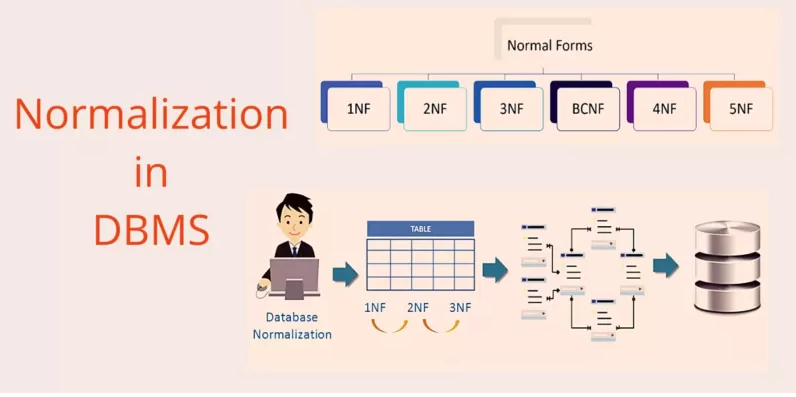 Normalization
in
DBMS
Normal Forms
1NF 2NF 3NF BCNF 4NF 5NF
TABLE
1NF 2NF 3NF
Database
Normalization